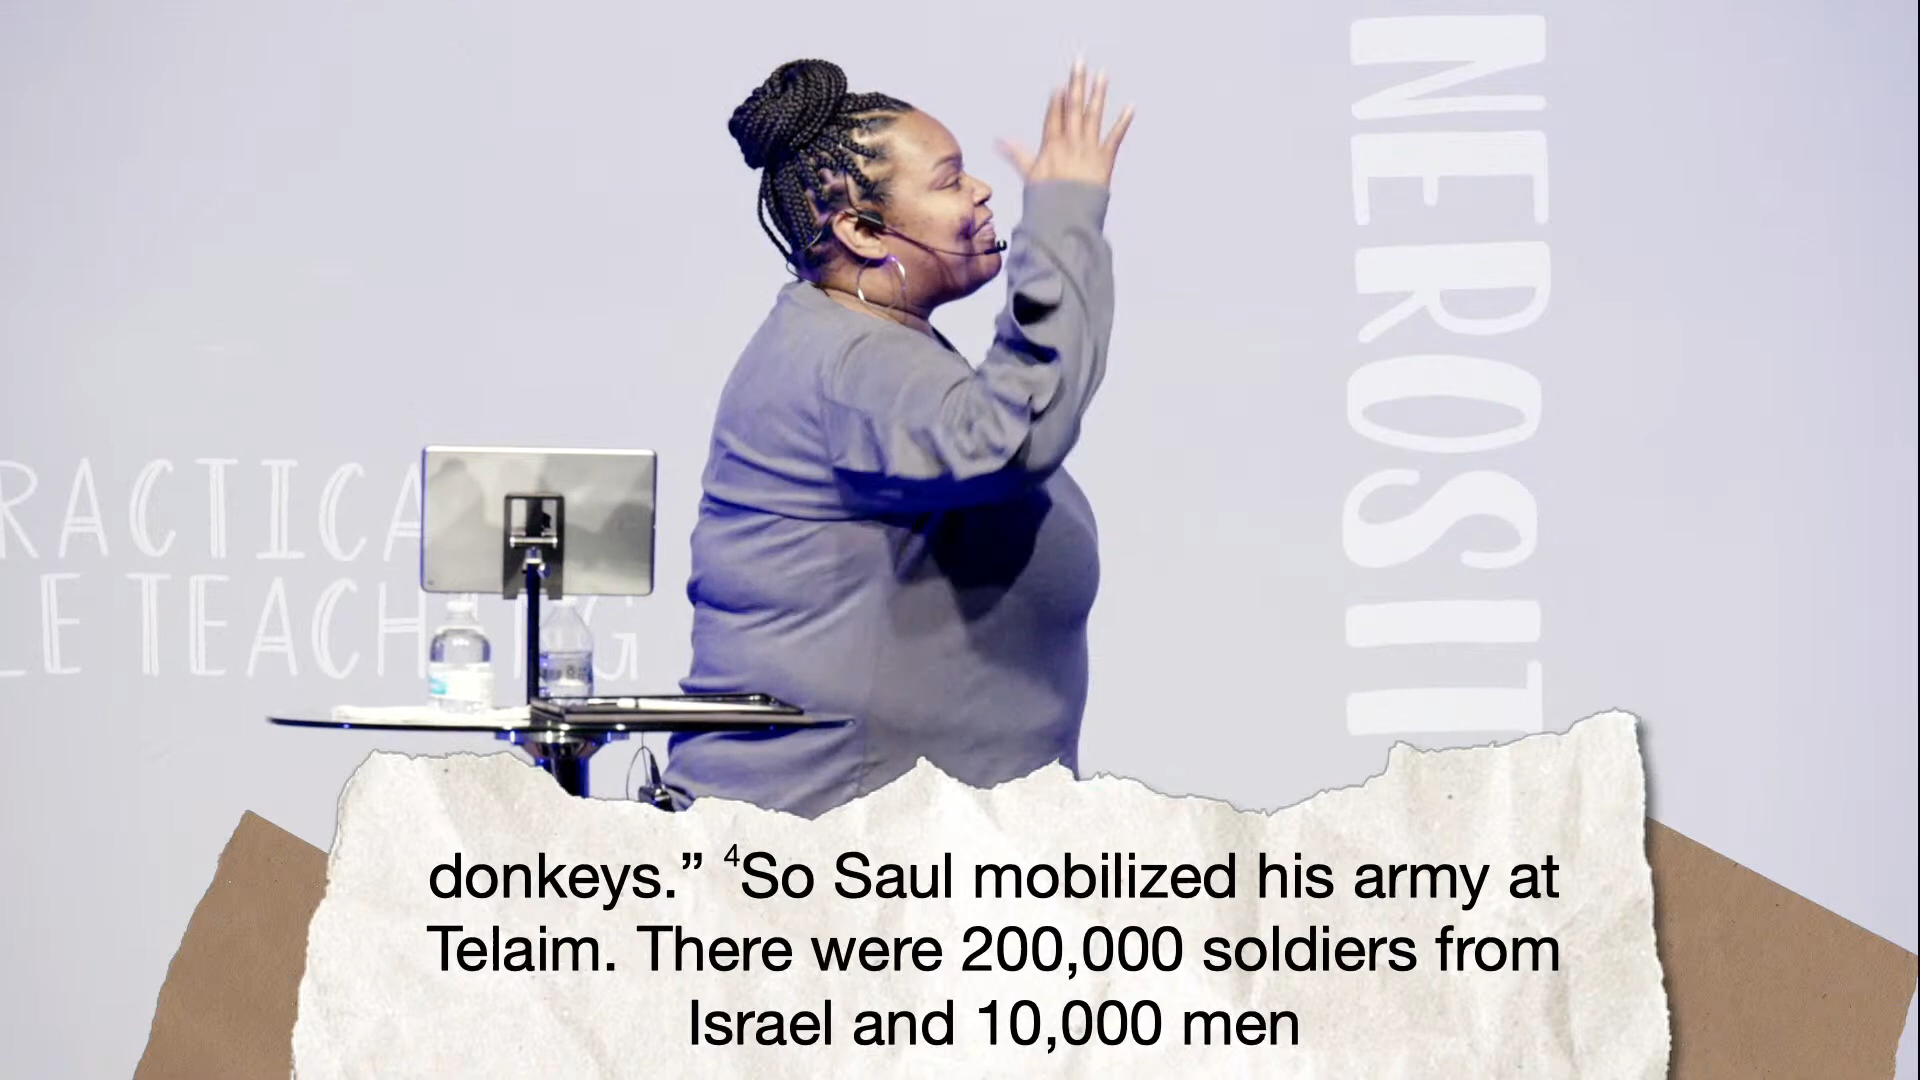 NEROSIT
RACTICA
LE TEACHING
donkeys.” ⁴So Saul mobilized his army at
Telaim. There were 200,000 soldiers from
Israel and 10,000 men